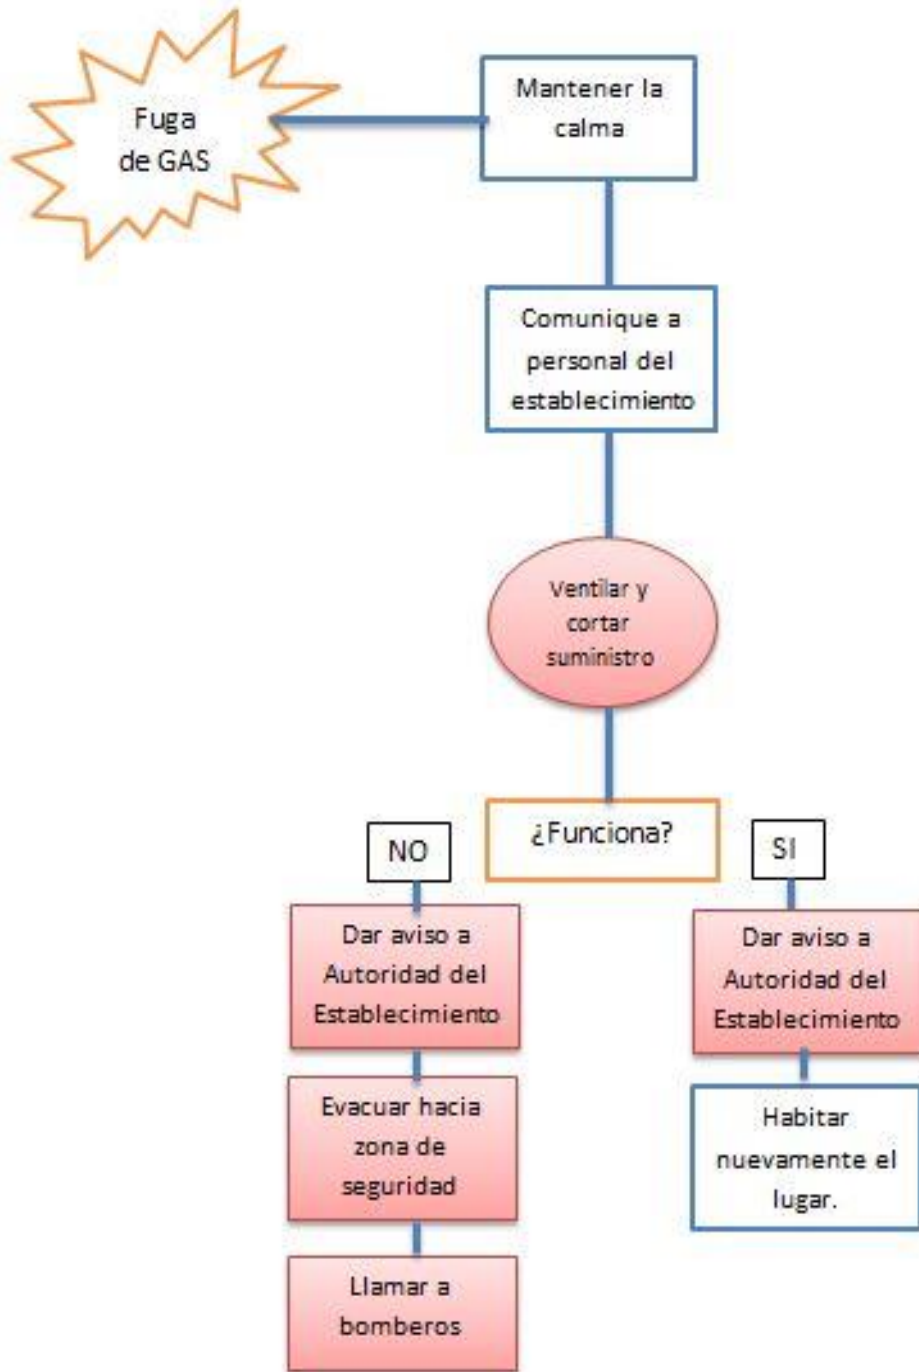 Fuga
de GAS
Mantener la
calma
Comunique a
personal del
establecimiento
Ventilar y
cortar
suministro
¿Funciona?
NO
Dar aviso a
Autoridad del
Establecimiento
Evacuar hacia
zona de
seguridad
Llamar a
bomberos
SI
Dar aviso a
Autoridad del
Establecimiento
Habitar
nuevamente el
lugar.